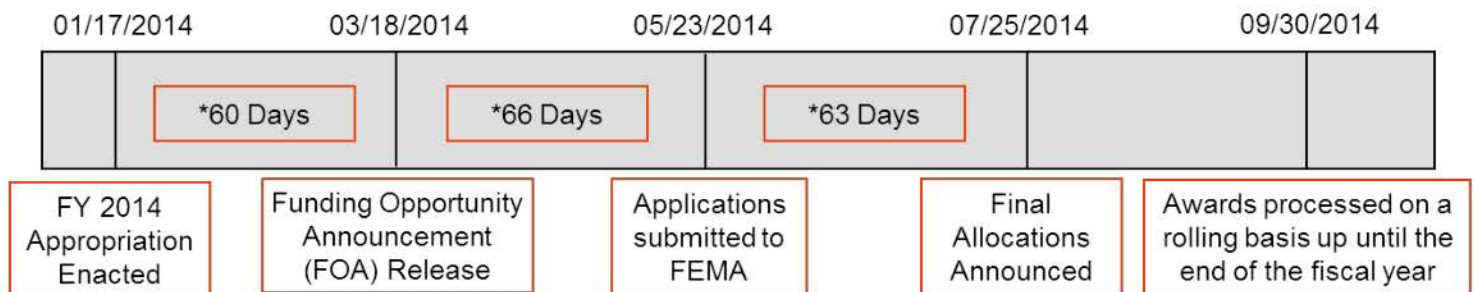 01/17/2014 03/18/2014 05/23/2014 07/25/2014 09/30/2014
*60 Days *66 Days *63 Days
FY 2014
Appropriation
Enacted
Funding Opportunity
Announcement
(FOA) Release
Applications
submitted to
FEMA
Final
Allocations
Announced
Awards processed on a
rolling basis up until the
end of the fiscal year